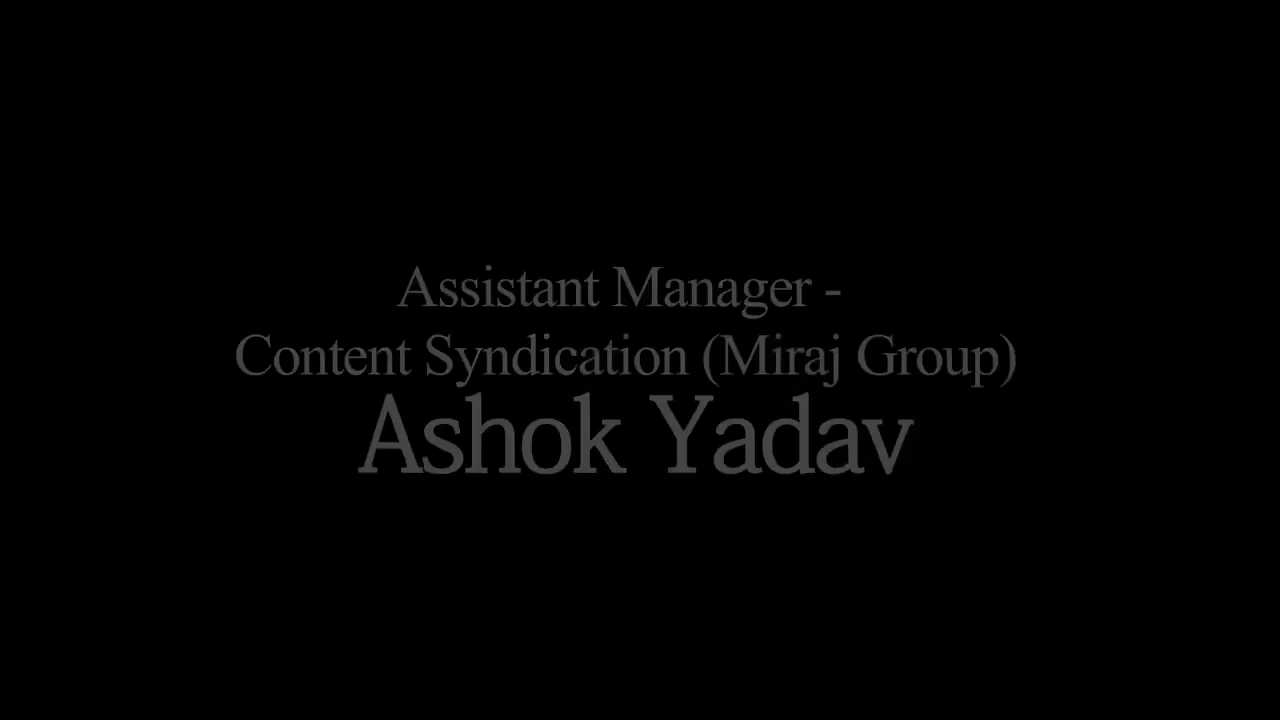 Assistant Manager -
Content Syndication (Miraj Group)
Ashok Yadav